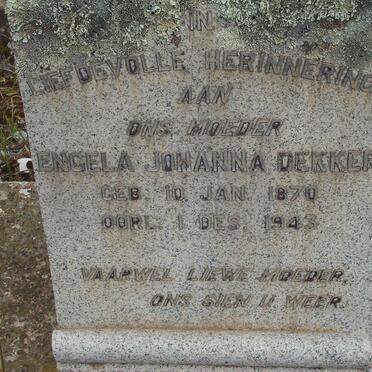 IN
LIEFDEVOLLE HERINNERING
AAN
ONS MOEDER
ENGELA JOHANNA DEKKER
GEB: 10. JAN. 1870
OORL: 1. DES. 1943
VAARWEL LIEWE MOEDER,
ONS SIEN U WEER.